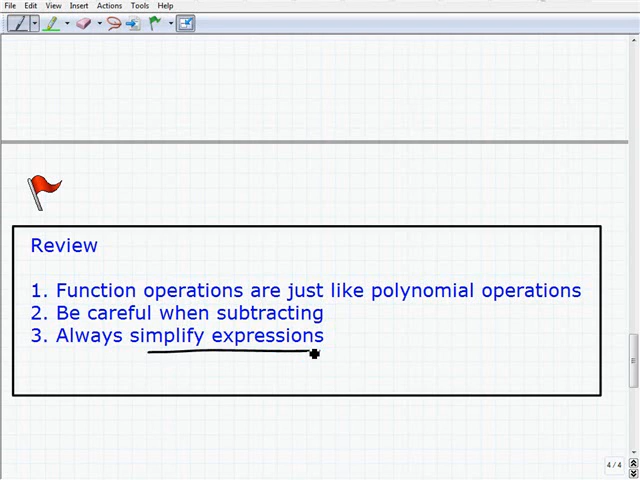 File Edit View Insert Actions Tools Help
Review
1. Function operations are just like polynomial operations
2. Be careful when subtracting
3. Always simplify expressions
4 / 4